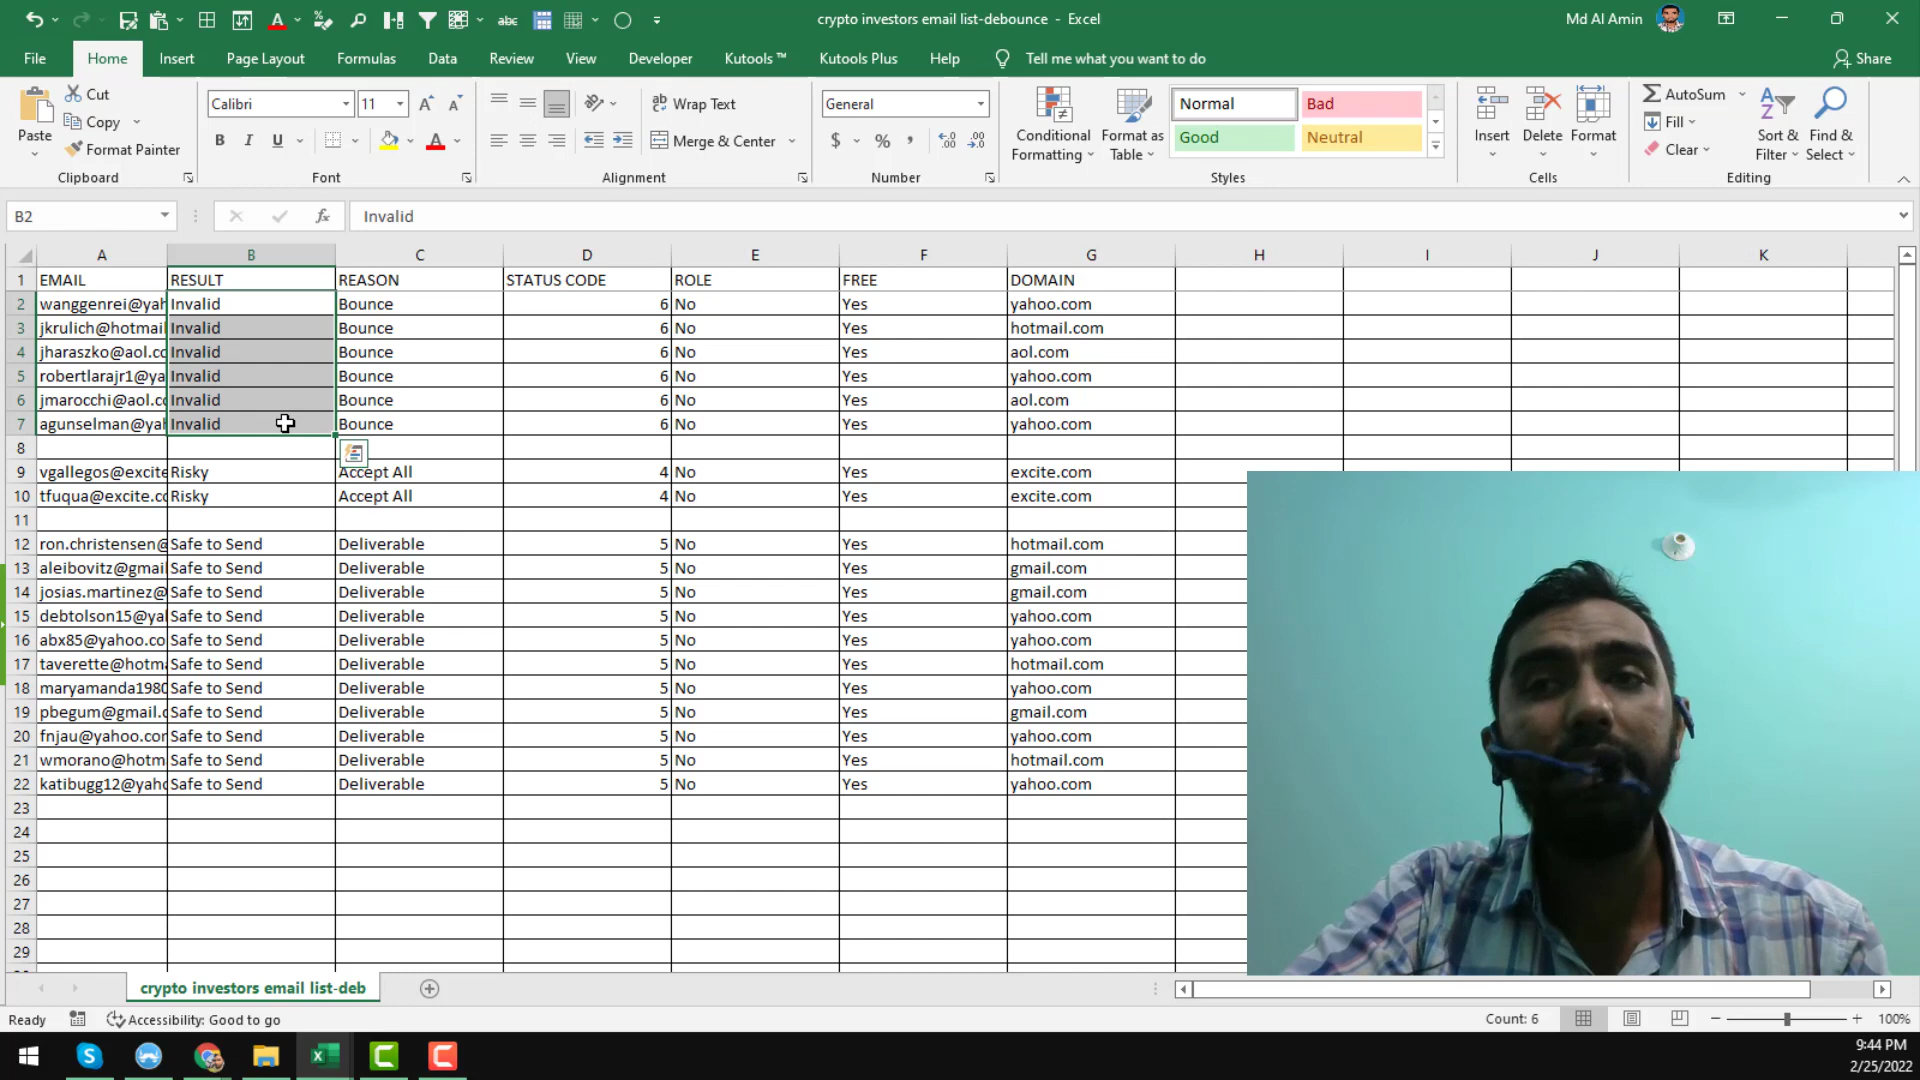 crypto investors email list-debounce - Excel
Md Al Amin
File Home Insert Page Layout Formulas Data Review View Developer Kutools ™ Kutools Plus Help Tell me what you want to do Share
Paste
Cut
Copy
Format Painter
Clipboard
Calibri 11
B I U
Font
Wrap Text
Merge & Center
Alignment
General
$ % ,
Number
Conditional Formatting
Format as Table
Normal Bad
Good Neutral
Styles
Insert Delete Format
Cells
AutoSum
Fill
Clear
Sort & Filter
Find & Select
Editing
B2 fx Invalid
A B C D E F G H I J K
1 EMAIL RESULT REASON STATUS CODE ROLE FREE DOMAIN
2 wanggenrei@yah Invalid Bounce 6 No Yes yahoo.com
3 jkrulich@hotmail Invalid Bounce 6 No Yes hotmail.com
4 jharaszko@aol.co Invalid Bounce 6 No Yes aol.com
5 robertlarajr1@ya Invalid Bounce 6 No Yes yahoo.com
6 jmarocchi@aol.co Invalid Bounce 6 No Yes aol.com
7 agunselman@yah Invalid Bounce 6 No Yes yahoo.com
8
9 vgallegos@excite Risky Accept All 4 No Yes excite.com
10 tfuqua@excite.co Risky Accept All 4 No Yes excite.com
11
12 ron.christensen@ Safe to Send Deliverable 5 No Yes hotmail.com
13 aleibovitz@gmail Safe to Send Deliverable 5 No Yes gmail.com
14 josias.martinez@ Safe to Send Deliverable 5 No Yes gmail.com
15 debtolson15@yal Safe to Send Deliverable 5 No Yes yahoo.com
16 abx85@yahoo.co Safe to Send Deliverable 5 No Yes yahoo.com
17 taverette@hotma Safe to Send Deliverable 5 No Yes hotmail.com
18 maryamanda1980 Safe to Send Deliverable 5 No Yes yahoo.com
19 pbegum@gmail.c Safe to Send Deliverable 5 No Yes gmail.com
20 fnjau@yahoo.cor Safe to Send Deliverable 5 No Yes yahoo.com
21 wmorano@hotma Safe to Send Deliverable 5 No Yes hotmail.com
22 katibugg12@yaho Safe to Send Deliverable 5 No Yes yahoo.com
23
24
25
26
27
28
29
crypto investors email list-deb
Ready Accessibility: Good to go Count: 6 100%
9:44 PM
2/25/2022